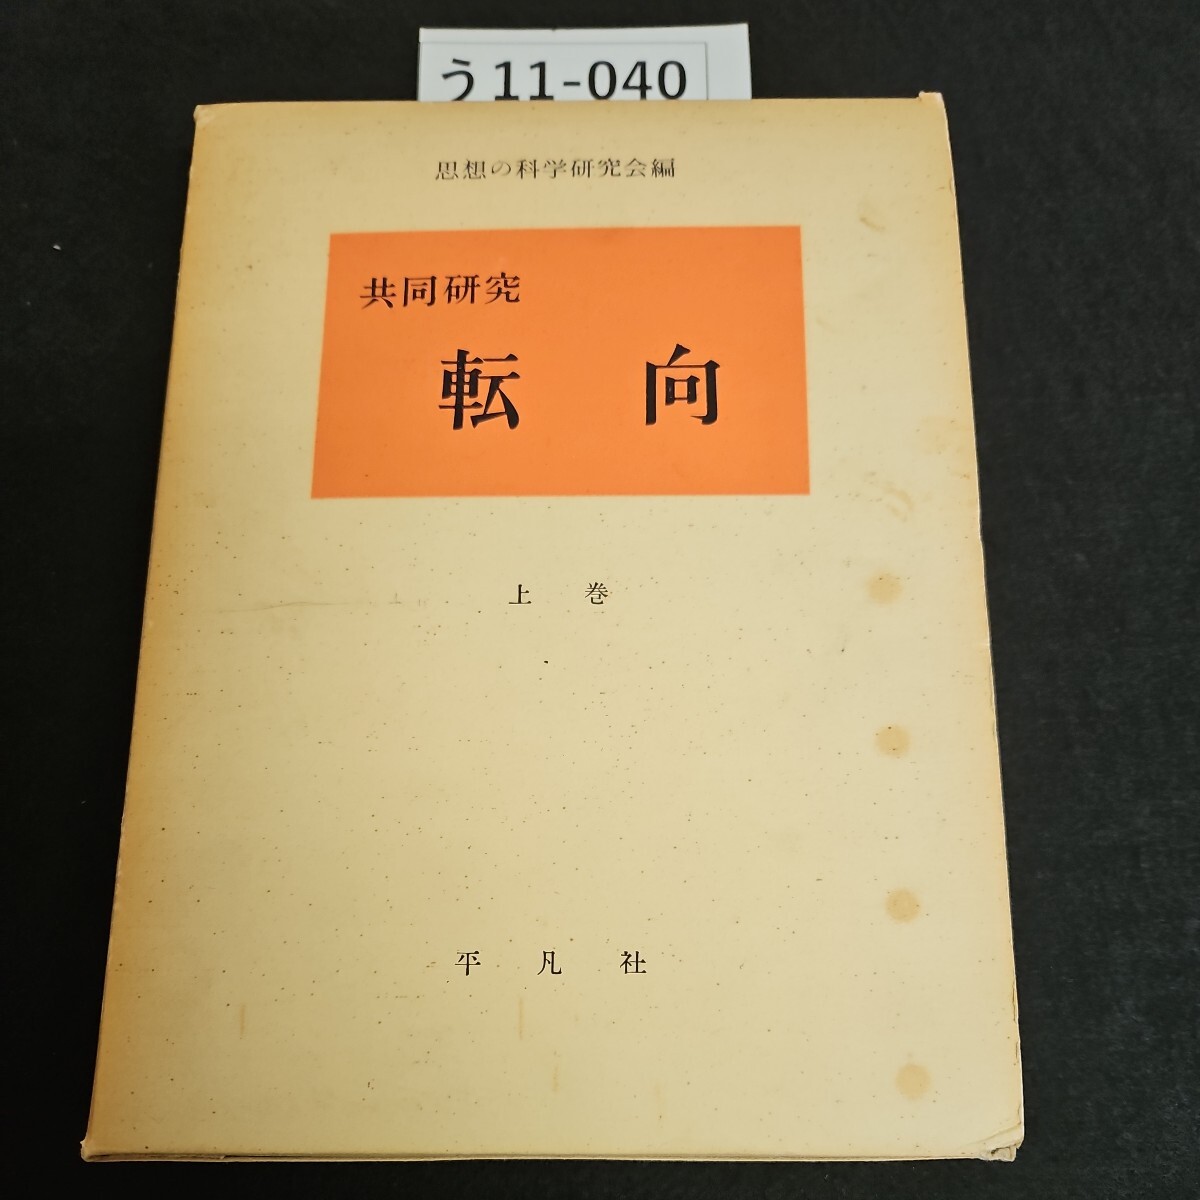 う11-040
思想の科学研究会編
共同研究
転向
上巻
平凡社